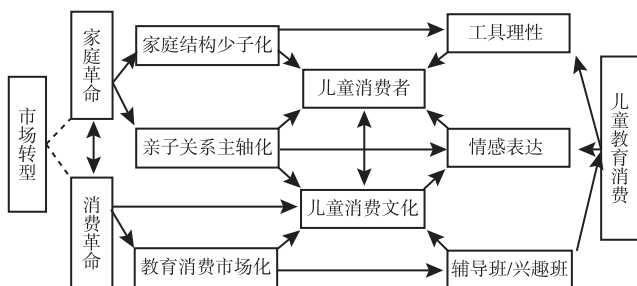 市场转型
家庭革命
消费革命
家庭结构少子化
亲子关系主轴化
教育消费市场化
儿童消费者
儿童消费文化
工具理性
情感表达
辅导班/兴趣班
儿童教育消费